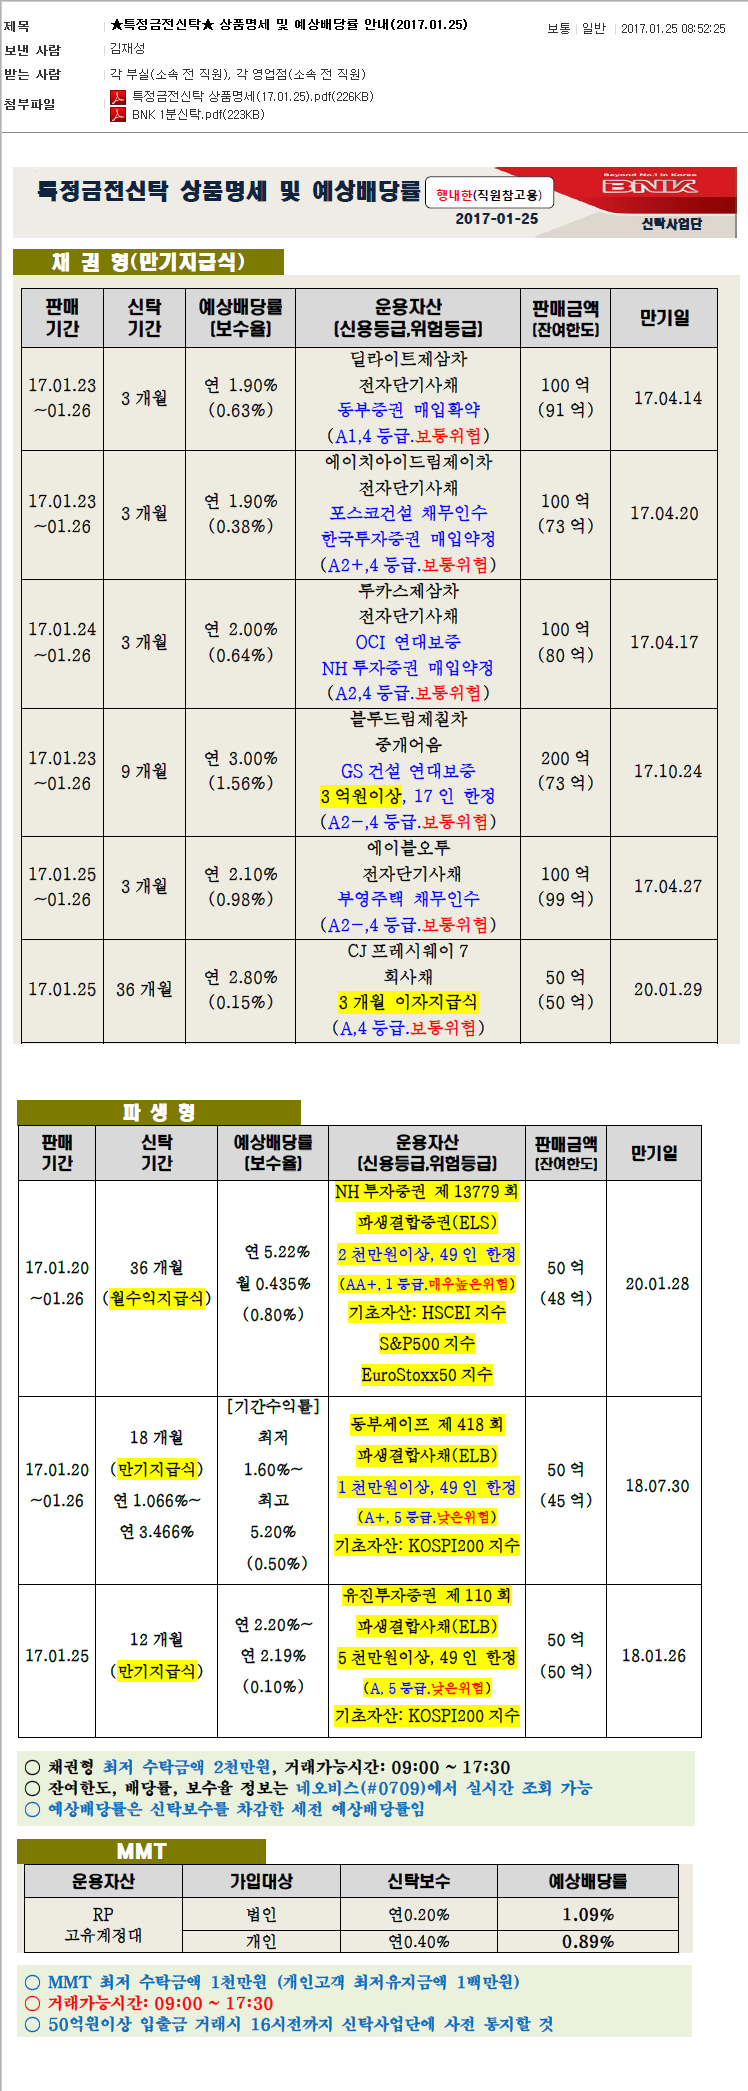 제목
★특정금전신탁★ 상품명세 및 예상배당률 안내(2017.01.25)
보통 | 일반 | 2017.01.25 08:52:25
보낸 사람
김재성
받는 사람
각 부실(소속 전 직원), 각 영업점(소속 전 직원)
첨부파일
특정금전신탁 상품명세(17.01.25).pdf(226KB)
BNK 1분신탁.pdf(223KB)
특정금전신탁 상품명세 및 예상배당률
행내한(직원참고용)
2017-01-25
Beyond No.1 in Korea
BNK
신탁사업단
채 권 형(만기지급식)
판매
기간
신탁
기간
예상배당률
(보수율)
운용자산
(신용등급,위험등급)
판매금액
(잔여한도)
만기일
17.01.23
~01.26
3 개월
연 1.90%
(0.63%)
딜라이트제삼차
전자단기사채
동부증권 매입확약
(A1,4 등급.보통위험)
100 억
(91 억)
17.04.14
17.01.23
~01.26
3 개월
연 1.90%
(0.38%)
에이치아이드림제이차
전자단기사채
포스코건설 채무인수
한국투자증권 매입약정
(A2+,4 등급.보통위험)
100 억
(73 억)
17.04.20
17.01.24
~01.26
3 개월
연 2.00%
(0.64%)
루카스제삼차
전자단기사채
OCI 연대보증
NH 투자증권 매입약정
(A2,4 등급.보통위험)
100 억
(80 억)
17.04.17
17.01.23
~01.26
9 개월
연 3.00%
(1.56%)
블루드림제칠차
중개어음
GS 건설 연대보증
3 억원이상, 17 인 한정
(A2-,4 등급.보통위험)
200 억
(73 억)
17.10.24
17.01.25
~01.26
3 개월
연 2.10%
(0.98%)
에이블오투
전자단기사채
부영주택 채무인수
(A2-,4 등급.보통위험)
100 억
(99 억)
17.04.27
17.01.25
36 개월
연 2.80%
(0.15%)
CJ 프레시웨이 7
회사채
3 개월 이자지급식
(A,4 등급.보통위험)
50 억
(50 억)
20.01.29
파 생 형
판매
기간
신탁
기간
예상배당률
(보수율)
운용자산
(신용등급,위험등급)
판매금액
(잔여한도)
만기일
17.01.20
~01.26
36 개월
(월수익지급식)
연 5.22%
월 0.435%
(0.80%)
NH 투자증권 제 13779 회
파생결합증권(ELS)
2 천만원이상, 49 인 한정
(AA+, 1 등급.매우높은위험)
기초자산: HSCEI 지수
S&P500 지수
EuroStoxx50 지수
50 억
(48 억)
20.01.28
17.01.20
~01.26
18 개월
(만기지급식)
연 1.066%~
연 3.466%
[기간수익률]
최저
1.60%~
최고
5.20%
(0.50%)
동부세이프 제 418 회
파생결합사채(ELB)
1 천만원이상, 49 인 한정
(A+, 5 등급.낮은위험)
기초자산: KOSPI200 지수
50 억
(45 억)
18.07.30
17.01.25
12 개월
(만기지급식)
연 2.20%~
연 2.19%
(0.10%)
유진투자증권 제 110 회
파생결합사채(ELB)
5 천만원이상, 49 인 한정
(A, 5 등급.낮은위험)
기초자산: KOSPI200 지수
50 억
(50 억)
18.01.26
○ 채권형 최저 수탁금액 2천만원, 거래가능시간: 09:00 ~ 17:30
○ 잔여한도, 배당률, 보수율 정보는 네오비스(#0709)에서 실시간 조회 가능
○ 예상배당률은 신탁보수를 차감한 세전 예상배당률임
MMT
운용자산
가입대상
신탁보수
예상배당률
RP
고유계정대
법인
연0.20%
1.09%
개인
연0.40%
0.89%
○ MMT 최저 수탁금액 1천만원 (개인고객 최저유지금액 1백만원)
○ 거래가능시간: 09:00 ~ 17:30
○ 50억원이상 입출금 거래시 16시전까지 신탁사업단에 사전 통지할 것